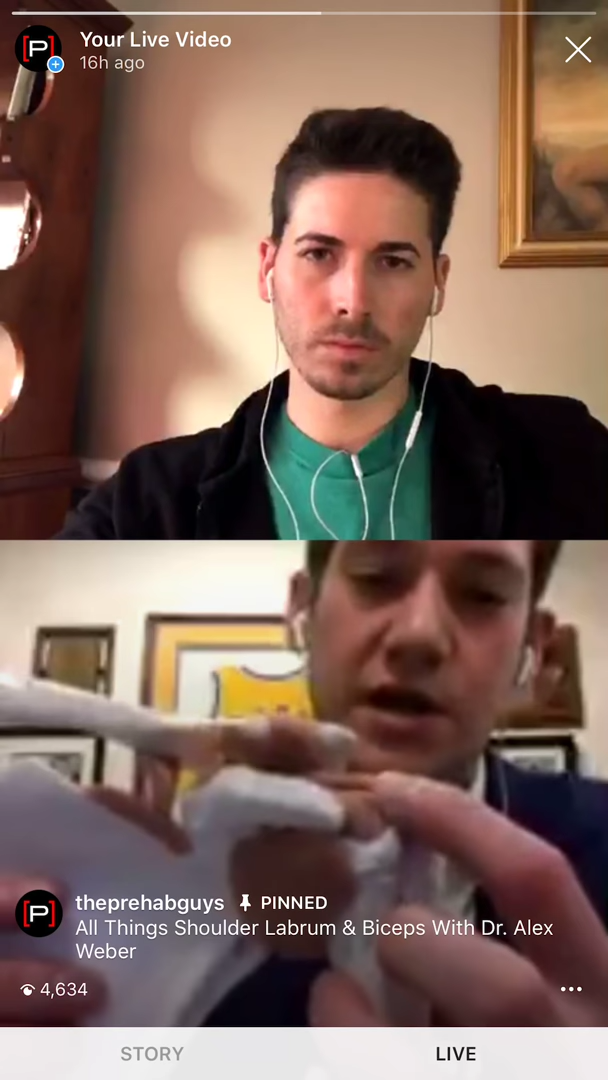 [P]
Your Live Video
16h ago
[P]
theprehabguys PINNED
All Things Shoulder Labrum & Biceps With Dr. Alex
Weber
4,634
STORY LIVE